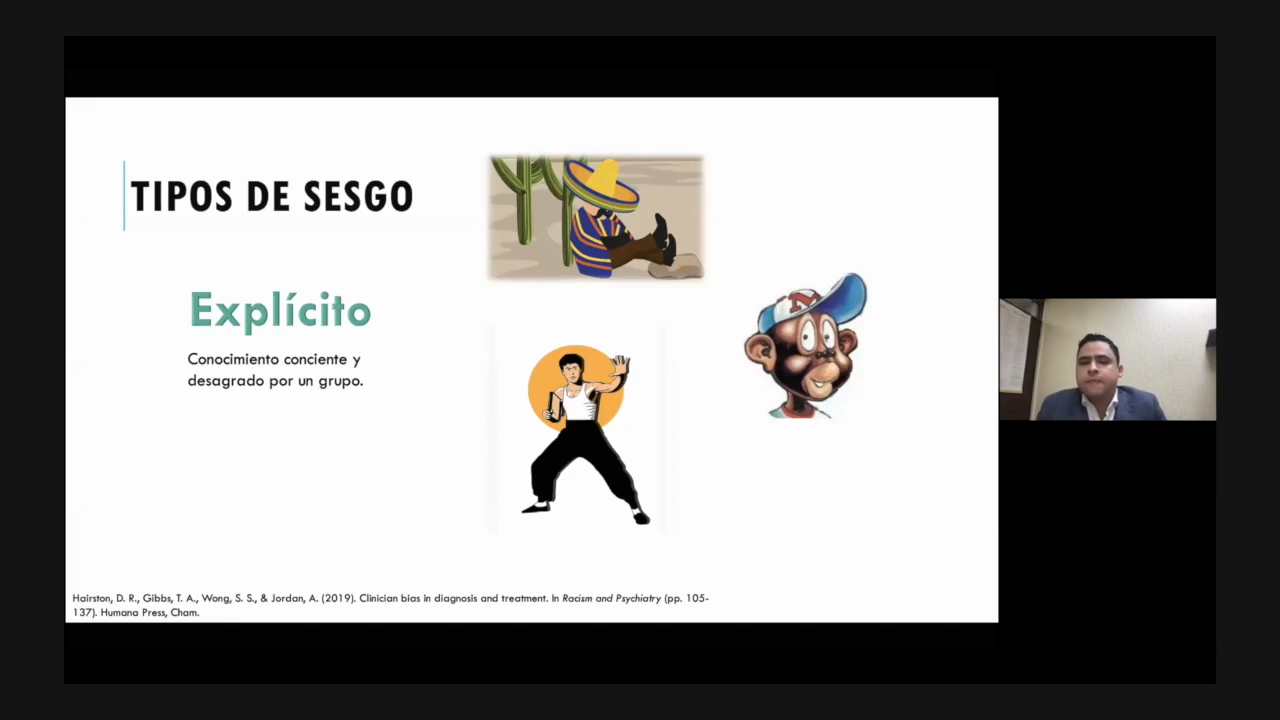 TIPOS DE SESGO
Explícito
Conocimiento conciente y
desagrado por un grupo.
N
Hairston, D. R., Gibbs, T. A., Wong, S. S., & Jordan, A. (2019). Clinician bias in diagnosis and treatment. In Racism and Psychiatry (pp. 105-
137). Humana Press, Cham.